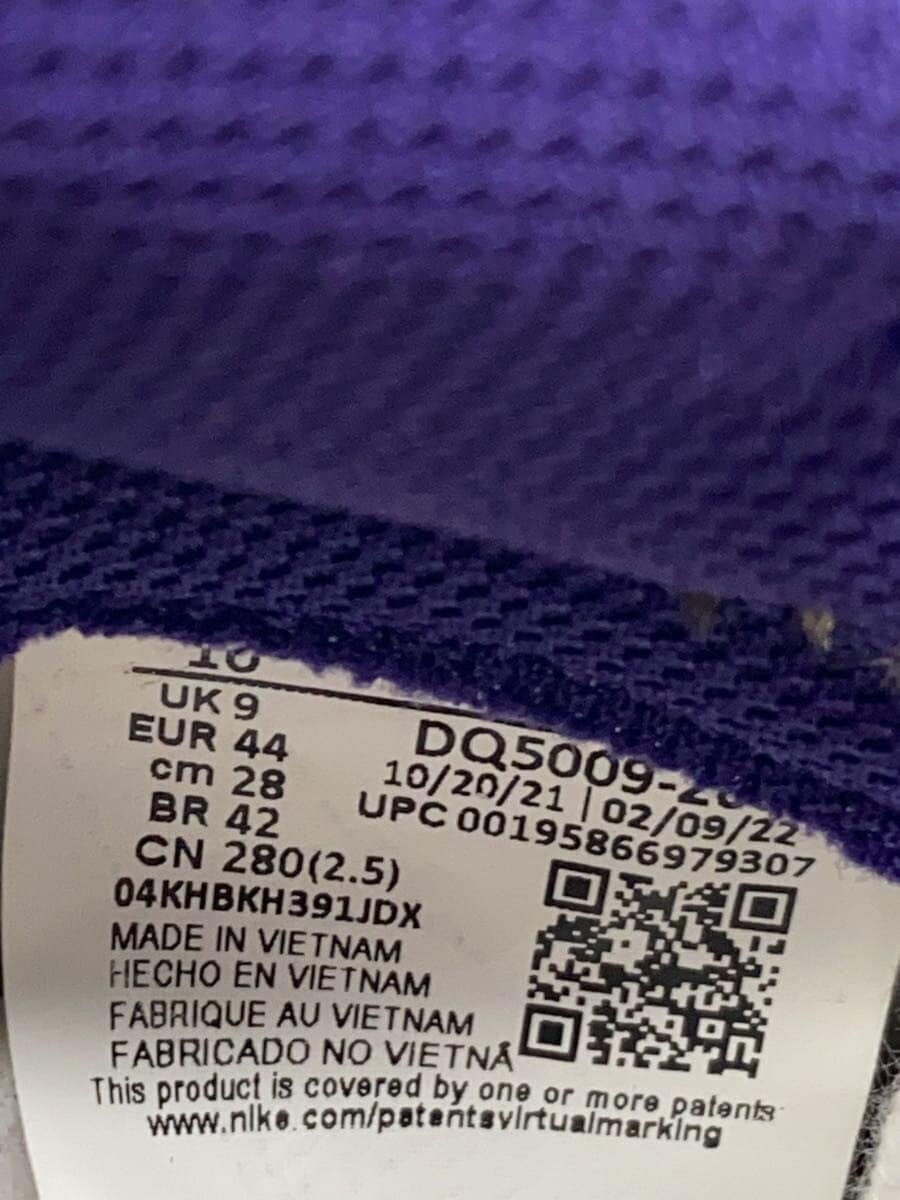 10
UK 9
EUR 44
cm 28
BR 42
CN 280(2.5)
04KHBKH391JDX
DQ5009-
10/20/21 | 02/09/22
UPC 00195866979307
MADE IN VIETNAM
HECHO EN VIETNAM
FABRIQUE AU VIETNAM
FABRICADO NO VIETNÃ
This product is covered by one or more patents
www.nike.com/patentsvirtualmarking